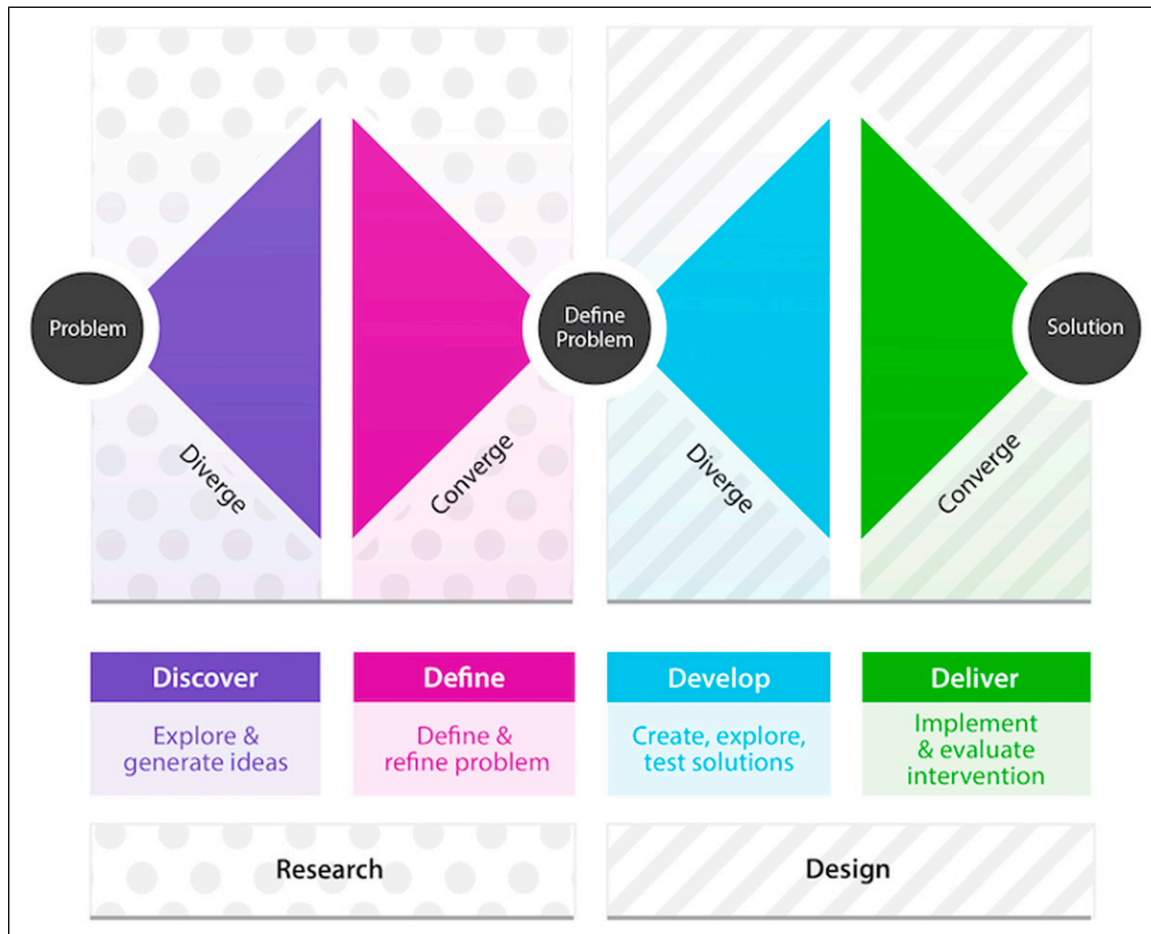 Problem
Define
Problem
Solution
Diverge
Converge
Diverge
Converge
Discover
Explore &
generate ideas
Define
Define &
refine problem
Develop
Create, explore,
test solutions
Deliver
Implement
& evaluate
intervention
Research
Design